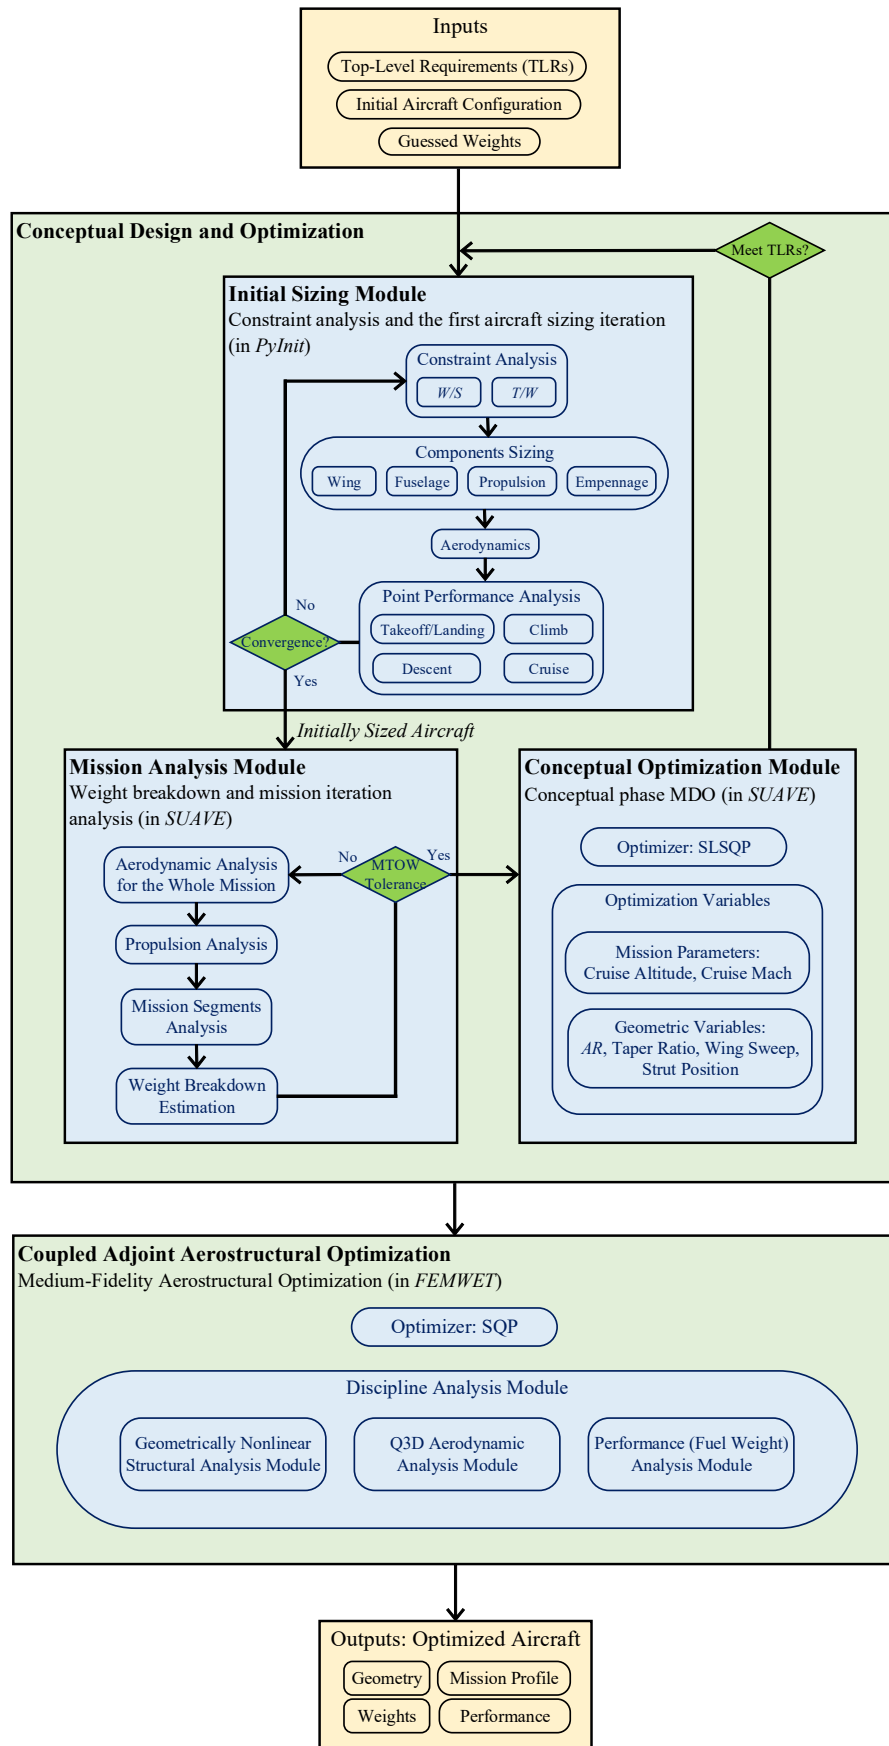 Inputs
Top-Level Requirements (TLRs)
Initial Aircraft Configuration
Guessed Weights
Conceptual Design and Optimization
Meet TLRs?
Initial Sizing Module
Constraint analysis and the first aircraft sizing iteration
(in PyInit)
Constraint Analysis
W/S
T/W
Components Sizing
Wing
Fuselage
Propulsion
Empennage
Aerodynamics
Point Performance Analysis
Takeoff/Landing
Climb
Descent
Cruise
No
Convergence?
Yes
Initially Sized Aircraft
Mission Analysis Module
Weight breakdown and mission iteration
analysis (in SUAVE)
No
MTOW
Tolerance
Yes
Aerodynamic Analysis
for the Whole Mission
Propulsion Analysis
Mission Segments
Analysis
Weight Breakdown
Estimation
Conceptual Optimization Module
Conceptual phase MDO (in SUAVE)
Optimizer: SLSQP
Optimization Variables
Mission Parameters:
Cruise Altitude, Cruise Mach
Geometric Variables:
AR, Taper Ratio, Wing Sweep,
Strut Position
Coupled Adjoint Aerostructural Optimization
Medium-Fidelity Aerostructural Optimization (in FEMWET)
Optimizer: SQP
Discipline Analysis Module
Geometrically Nonlinear
Structural Analysis Module
Q3D Aerodynamic
Analysis Module
Performance (Fuel Weight)
Analysis Module
Outputs: Optimized Aircraft
Geometry
Mission Profile
Weights
Performance